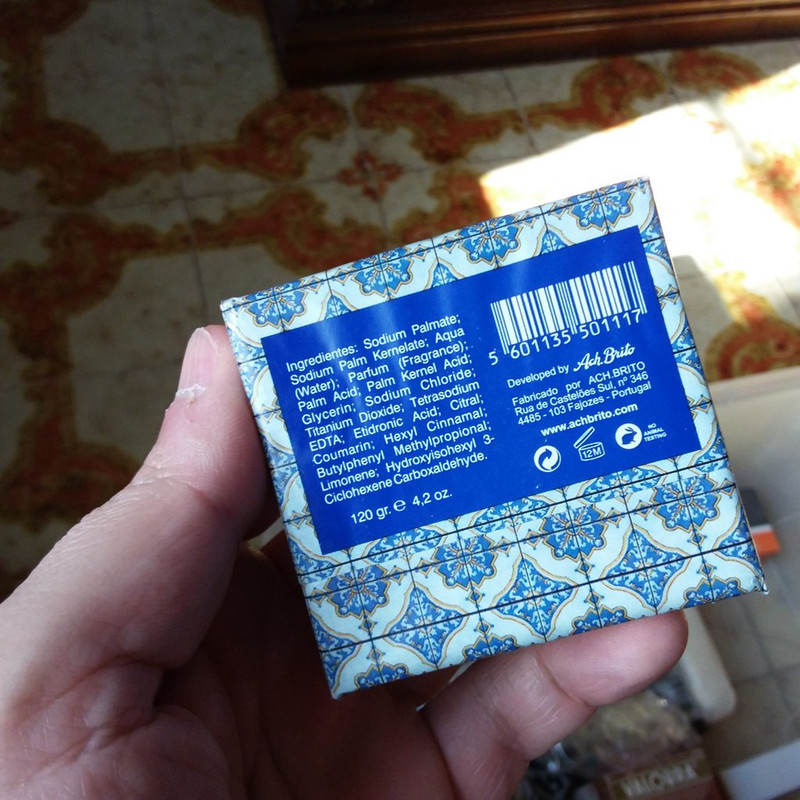 Ingredientes: Sodium Palmate;
Sodium Palm Kernelate; Aqua
(Water); Parfum (Fragrance);
Palm Acid; Palm Kernel Acid;
Glycerin; Sodium Chloride;
Titanium Dioxide; Tetrasodium
EDTA; Etidronic Acid; Citral;
Coumarin; Hexyl Cinnamal;
Butylphenyl Methylpropional;
Limonene; Hydroxyisohexyl 3-
Ciclohexene Carboxaldehyde.
120 gr. e 4,2 oz.
5 601135 501117
Developed by Ach.Brito
Fabricado por ACH.BRITO
Rua de Castelões Sul, nº 346
4485 - 103 Fajozes - Portugal
www.achbrito.com
12M
NO
ANIMAL
TESTING